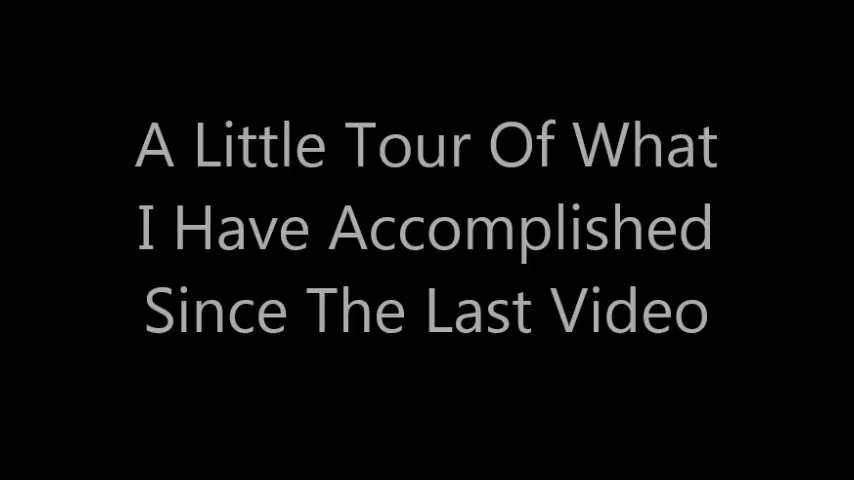 A Little Tour Of What
I Have Accomplished
Since The Last Video